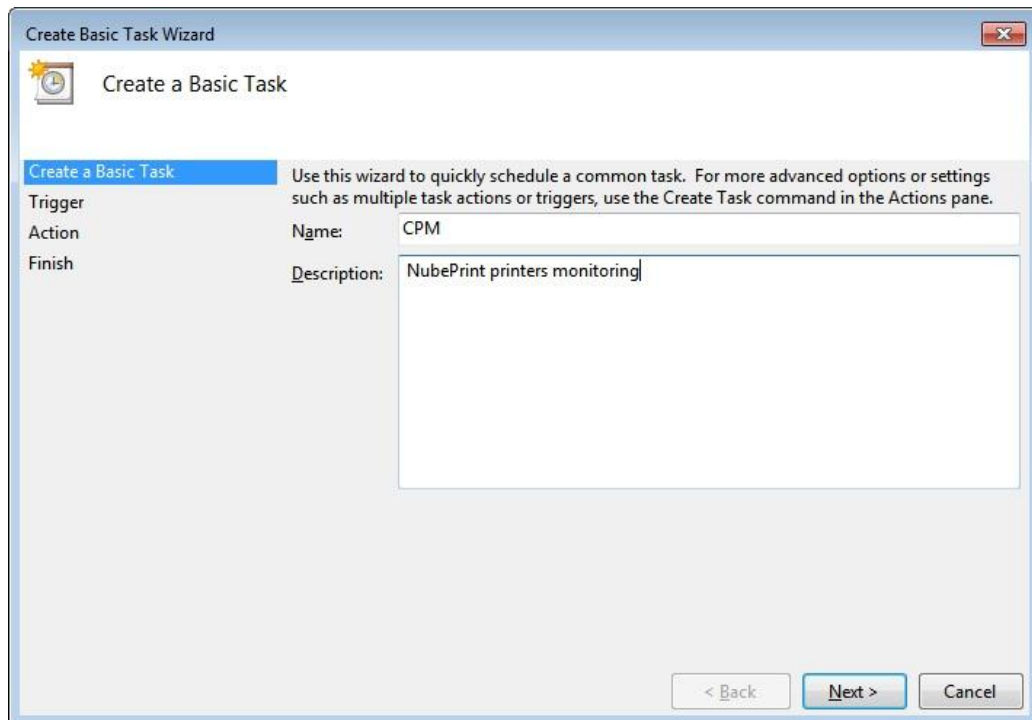 Create Basic Task Wizard
Create a Basic Task
Create a Basic Task
Trigger
Action
Finish
Use this wizard to quickly schedule a common task. For more advanced options or settings
such as multiple task actions or triggers, use the Create Task command in the Actions pane.
Name: CPM
Description: NubePrint printers monitoring
< Back Next > Cancel